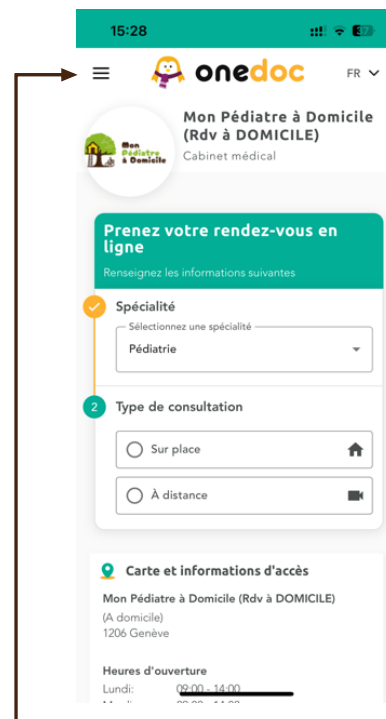 15:28
37
onedoc
FR
Mon Pédiatre à Domicile
(Rdv à DOMICILE)
Cabinet médical
Mon
Pédiatre
à Domicile
Prenez votre rendez-vous en
ligne
Renseignez les informations suivantes
Spécialité
Sélectionnez une spécialité
Pédiatrie
2 Type de consultation
Sur place
À distance
Carte et informations d'accès
Mon Pédiatre à Domicile (Rdv à DOMICILE)
(A domicile)
1206 Genève
Heures d'ouverture
Lundi: 09:00 - 14:00